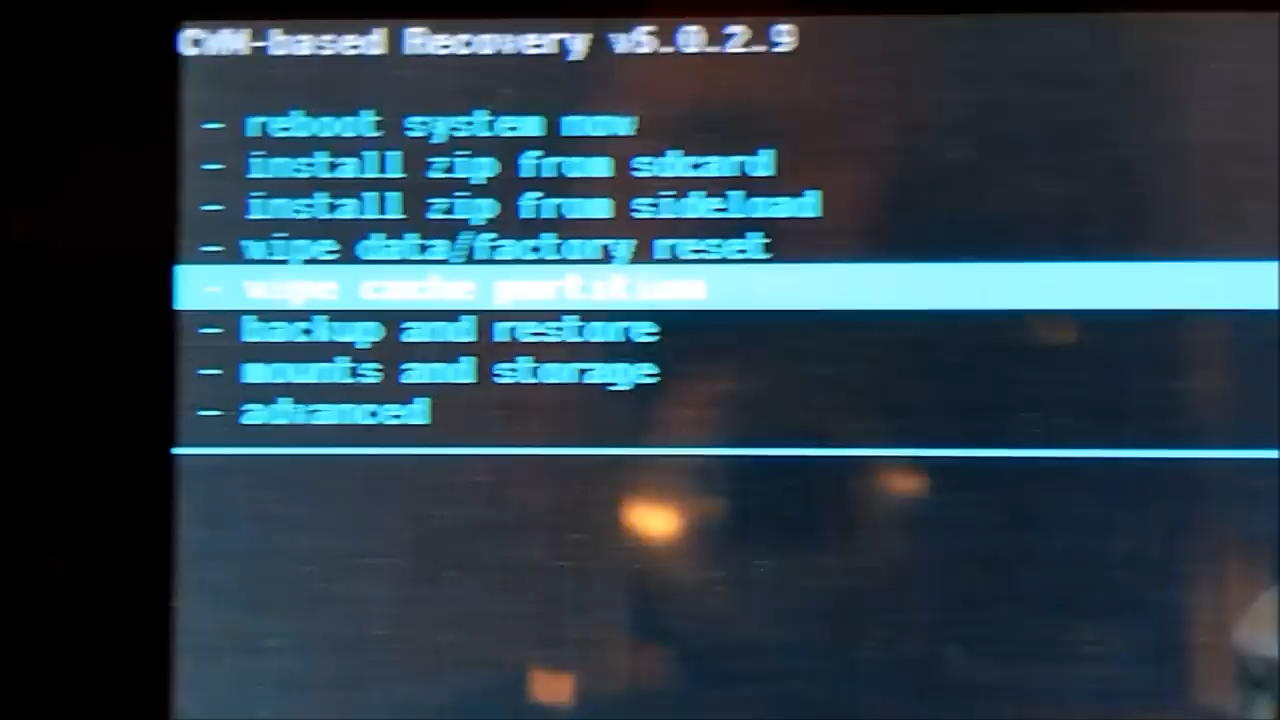 CWM-based Recovery v6.0.2.9
- reboot system now
- install zip from sdcard
- install zip from sideload
- wipe data/factory reset
- wipe cache partition
- backup and restore
- mounts and storage
- advanced